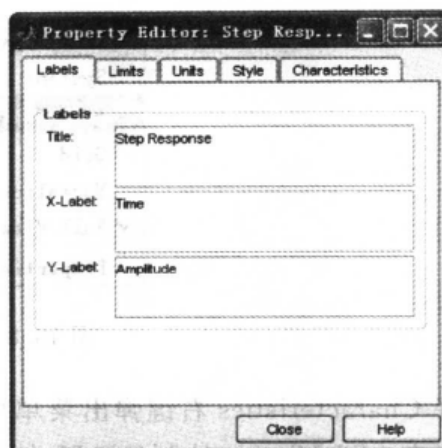 Property Editor: Step Resp...
Labels Limits Units Style Characteristics
Labels
Title: Step Response
X-Label: Time
Y-Label: Amplitude
Close Help